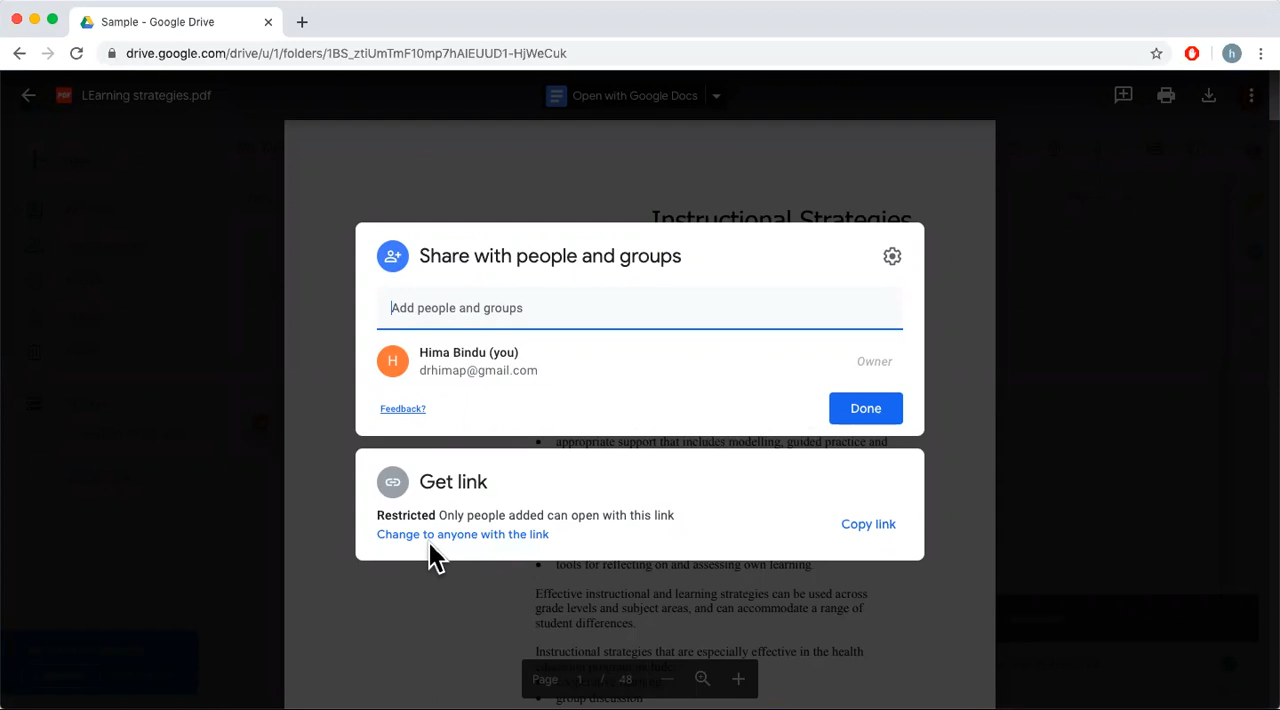 Sample - Google Drive
drive.google.com/drive/u/1/folders/1BS_ztiUmTmF10mp7hAIEUUD1-HjWeCuk
h
PDF LEarning strategies.pdf
Open with Google Docs
Instructional Strategies
Share with people and groups
Add people and groups
Hima Bindu (you)
H
drhimap@gmail.com
Owner
Feedback?
Done
appropriate support that includes modelling, guided practice and
Get link
Restricted Only people added can open with this link
Change to anyone with the link
Copy link
tools for reflecting on and assessing own learning
Effective instructional and learning strategies can be used across
grade levels and subject areas, and can accommodate a range of
student differences.
Instructional strategies that are especially effective in the health
Page 1 / 48
group discussion